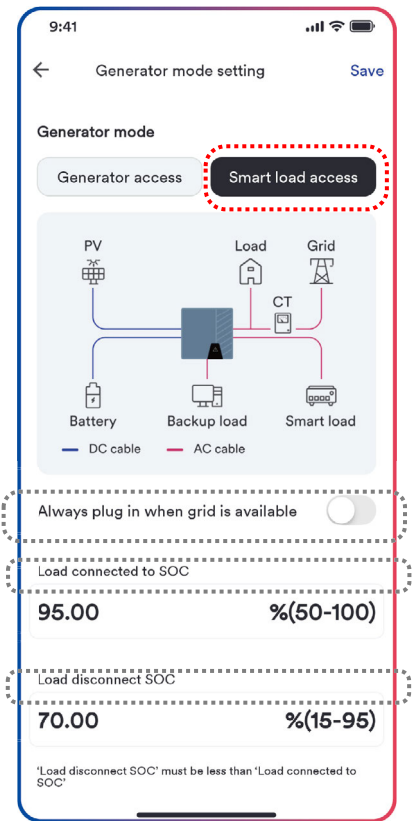 9:41
Generator mode setting Save
Generator mode
Generator access Smart load access
PV Load Grid
CT
Battery Backup load Smart load
DC cable AC cable
Always plug in when grid is available
Load connected to SOC
95.00 %(50-100)
Load disconnect SOC
70.00 %(15-95)
'Load disconnect SOC' must be less than 'Load connected to
SOC'